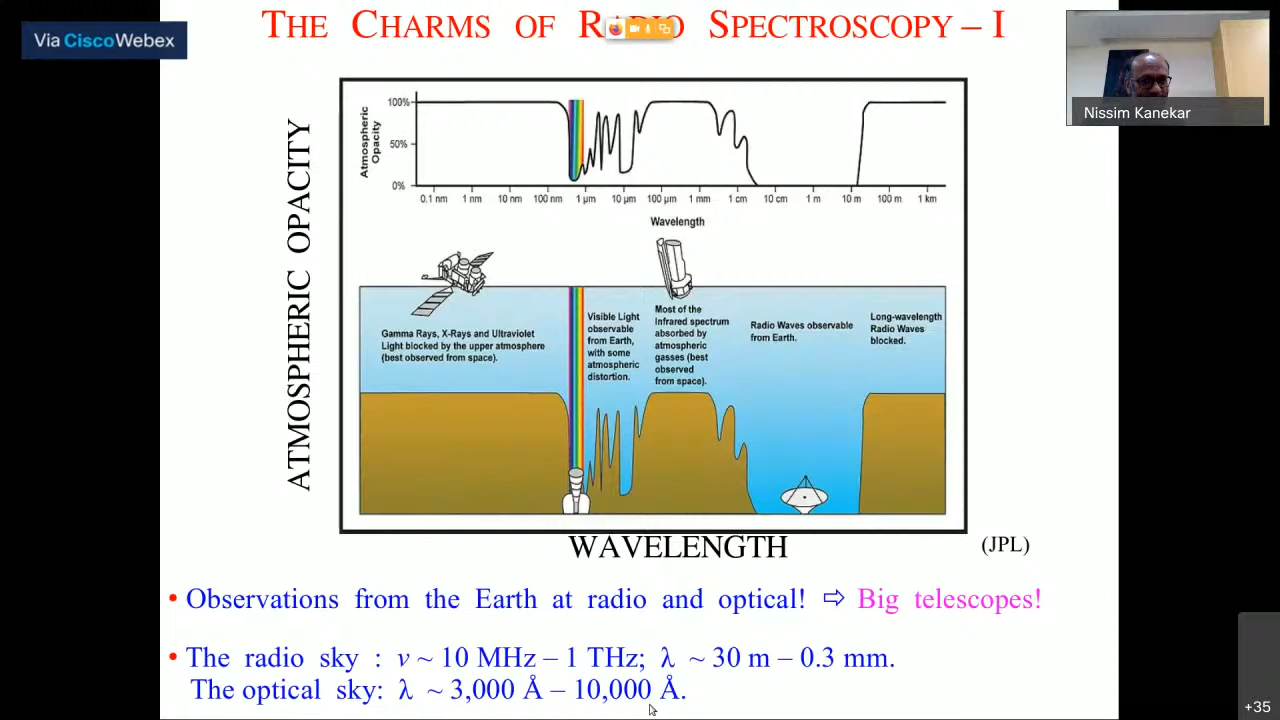 THE CHARMS OF RADIO SPECTROSCOPY – I
Via CiscoWebex
Nissim Kanekar
ATMOSPHERIC OPACITY
Atmospheric
Opacity
100%
50%
0%
0.1 nm 1 nm 10 nm 100 nm 1 μm 10 μm 100 μm 1 mm 1 cm 10 cm 1 m 10 m 100 m 1 km
Wavelength
Gamma Rays, X-Rays and Ultraviolet
Light blocked by the upper atmosphere
(best observed from space).
Visible Light
observable
from Earth,
with some
atmospheric
distortion.
Most of the
Infrared spectrum
absorbed by
atmospheric
gasses (best
observed
from space).
Radio Waves observable
from Earth.
Long-wavelength
Radio Waves
blocked.
WAVELENGTH
(JPL)
• Observations from the Earth at radio and optical! ⇨ Big telescopes!
• The radio sky : ν ~ 10 MHz – 1 THz; λ ~ 30 m – 0.3 mm.
The optical sky: λ ~ 3,000 Å – 10,000 Å.
+35